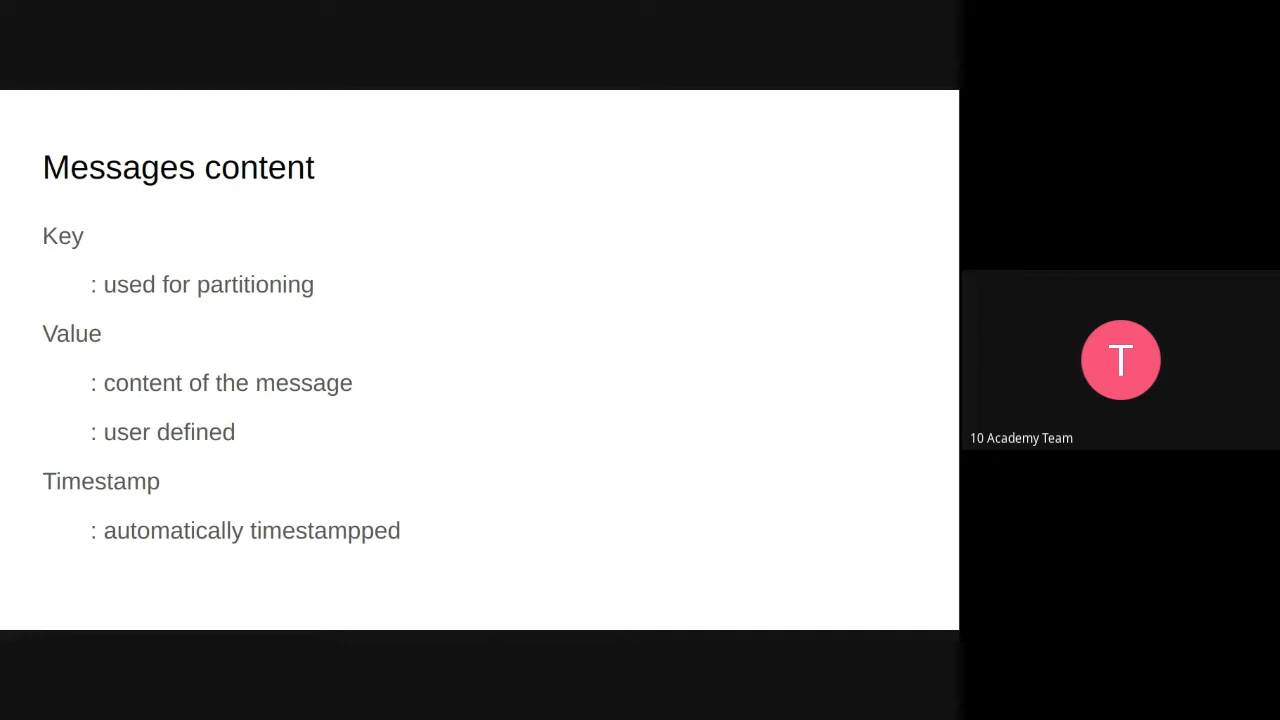 Messages content
Key
: used for partitioning
Value
: content of the message
: user defined
Timestamp
: automatically timestampped
T
10 Academy Team